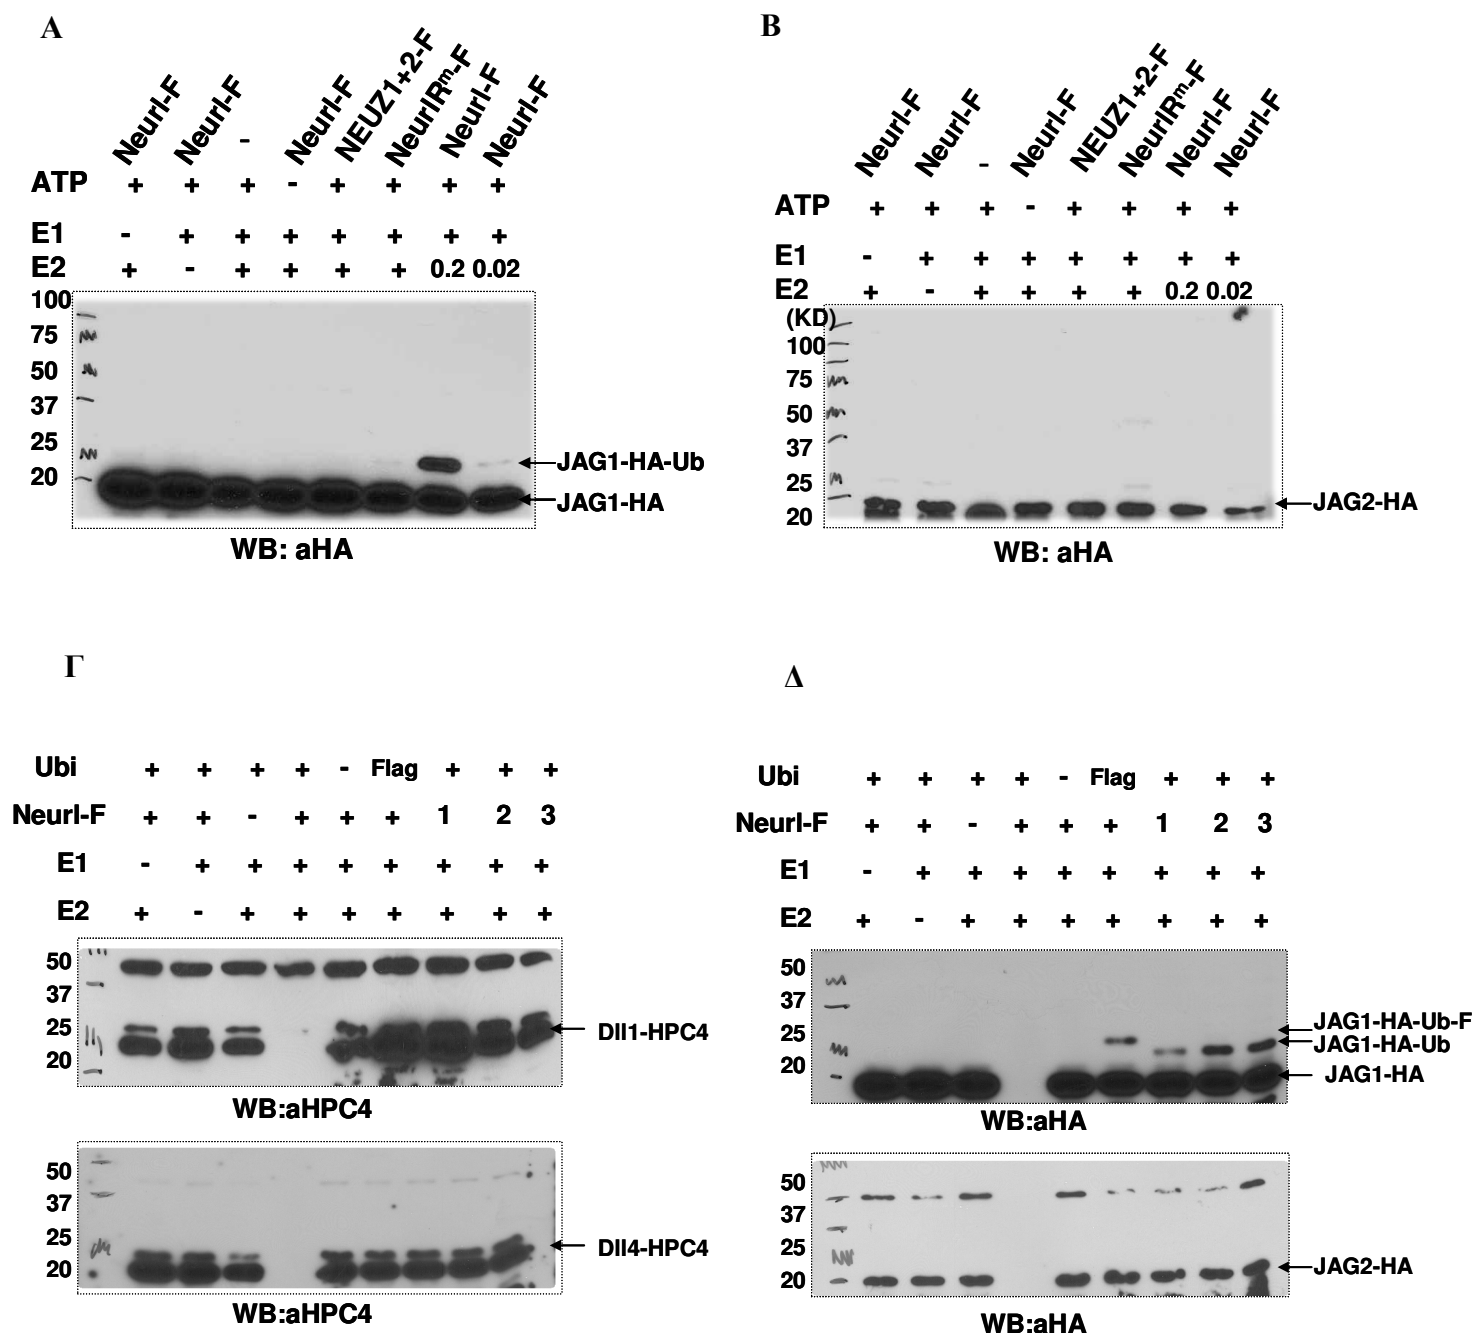 A
Neurl-F Neurl-F - Neurl-F NEUZ1+2-F NeurlRᵐ-F Neurl-F Neurl-F
ATP + + + - + + + +
E1 - + + + + + + +
E2 + - + + + + 0.2 0.02
100
75
50
37
25
20
JAG1-HA-Ub
JAG1-HA
WB: aHA
B
Neurl-F Neurl-F - Neurl-F NEUZ1+2-F NeurlRᵐ-F Neurl-F Neurl-F
ATP + + + - + + + +
E1 - + + + + + + +
E2 + - + + + + 0.2 0.02
(KD)
100
75
50
37
25
20
JAG2-HA
WB: aHA
Γ
Ubi + + + + - Flag + + +
Neurl-F + + - + + + 1 2 3
E1 - + + + + + + + +
E2 + - + + + + + + +
50
37
25
20
Dll1-HPC4
WB:aHPC4
50
37
25
20
Dll4-HPC4
WB:aHPC4
Δ
Ubi + + + + - Flag + + +
Neurl-F + + - + + + 1 2 3
E1 - + + + + + + + +
E2 + - + + + + + + +
50
37
25
20
JAG1-HA-Ub-F
JAG1-HA-Ub
JAG1-HA
WB:aHA
50
37
25
20
JAG2-HA
WB:aHA